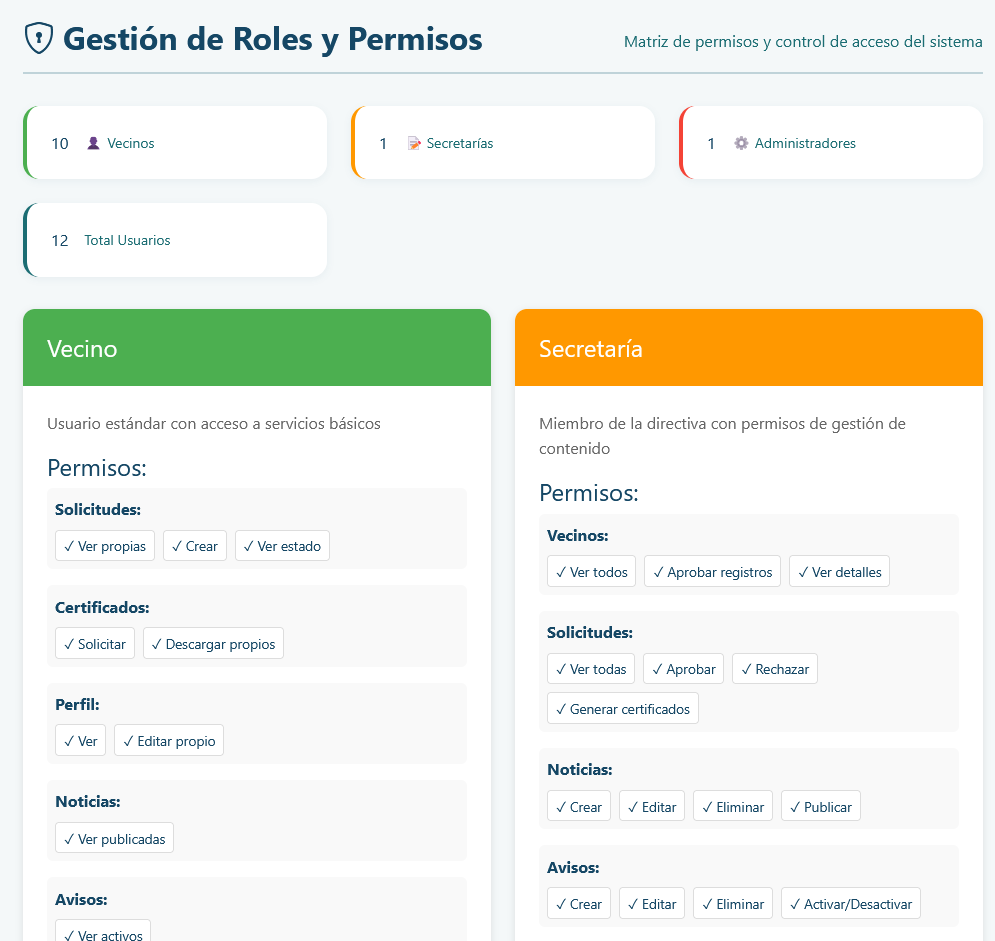 Gestión de Roles y Permisos
Matriz de permisos y control de acceso del sistema
10 Vecinos
1 Secretarías
1 Administradores
12 Total Usuarios
Vecino
Usuario estándar con acceso a servicios básicos
Permisos:
Solicitudes:
✓ Ver propias ✓ Crear ✓ Ver estado
Certificados:
✓ Solicitar ✓ Descargar propios
Perfil:
✓ Ver ✓ Editar propio
Noticias:
✓ Ver publicadas
Avisos:
✓ Ver activos
Secretaría
Miembro de la directiva con permisos de gestión de
contenido
Permisos:
Vecinos:
✓ Ver todos ✓ Aprobar registros ✓ Ver detalles
Solicitudes:
✓ Ver todas ✓ Aprobar ✓ Rechazar
✓ Generar certificados
Noticias:
✓ Crear ✓ Editar ✓ Eliminar ✓ Publicar
Avisos:
✓ Crear ✓ Editar ✓ Eliminar ✓ Activar/Desactivar